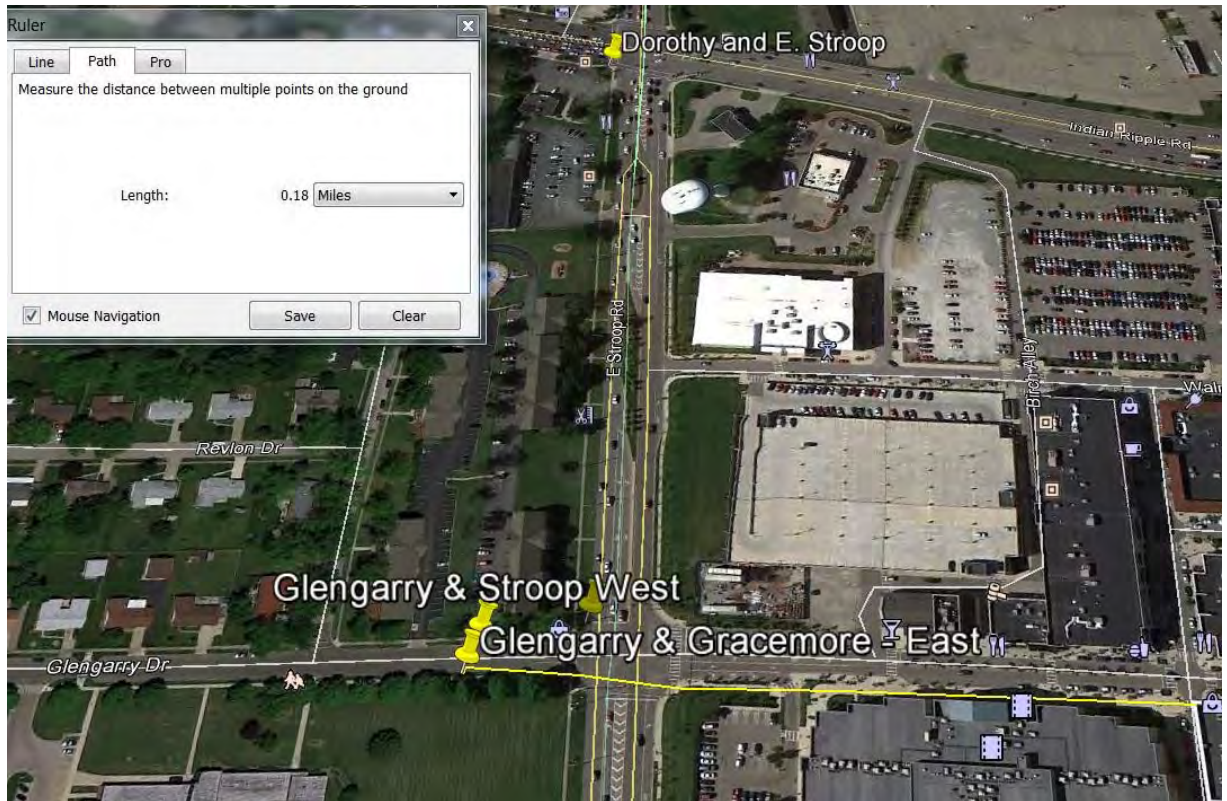 Ruler
Line Path Pro
Measure the distance between multiple points on the ground
Length: 0.18 Miles
Mouse Navigation Save Clear
Dorothy and E. Stroop
Indian Ripple Rd
E Stroop Rd
Birch Alley
Waln
Revlon Dr
Glengarry & Stroop West
Glengarry & Gracemore - East
Glengarry Dr